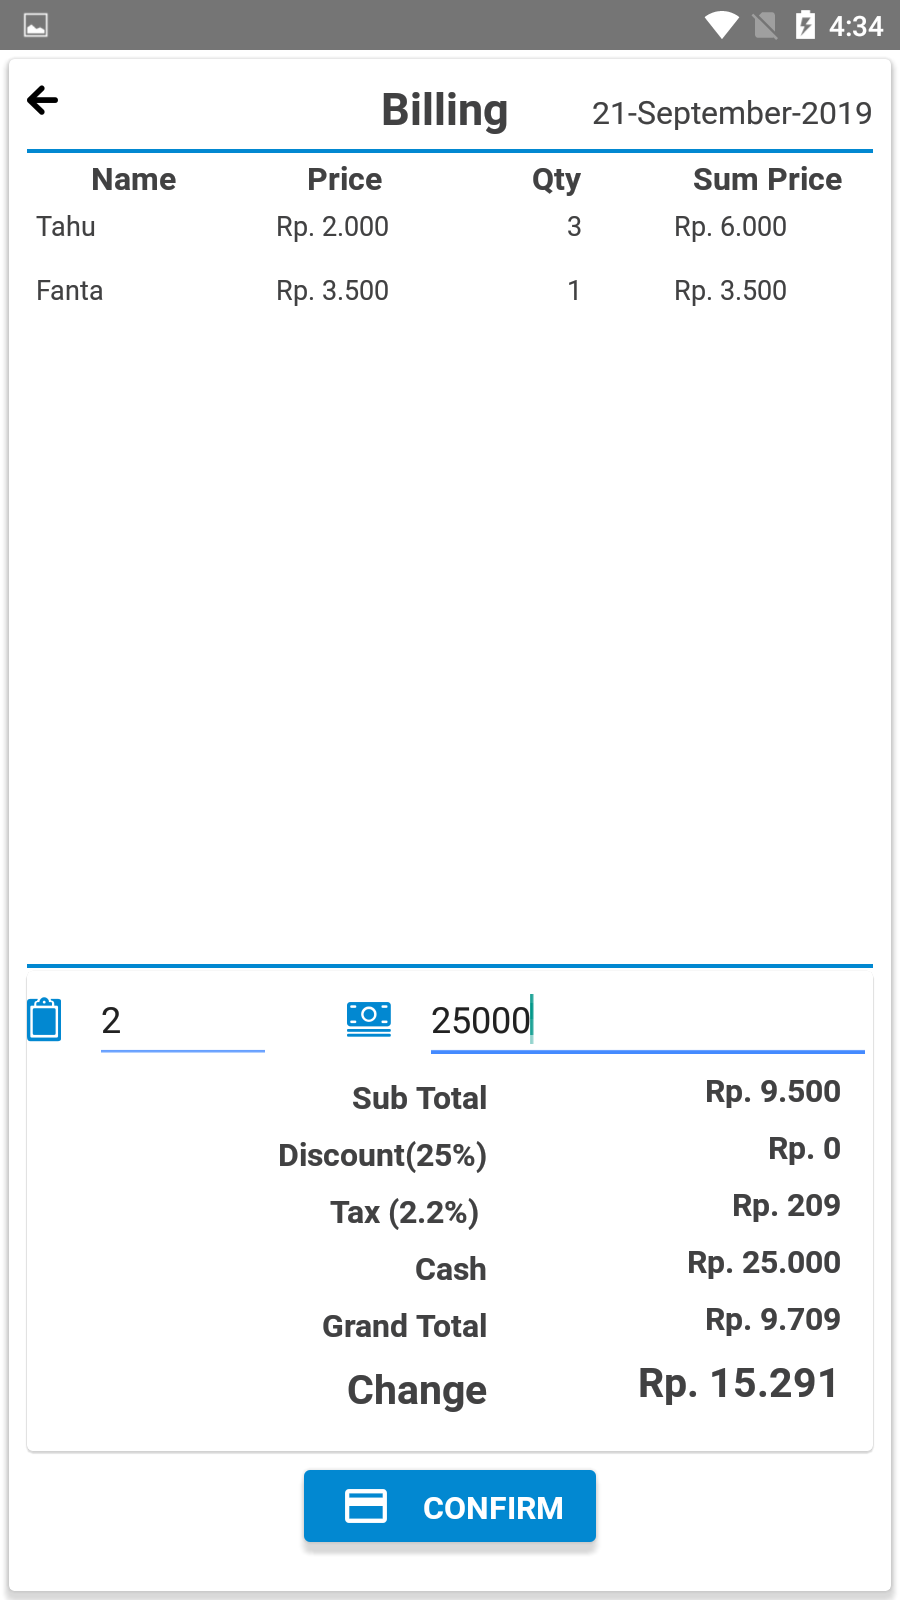 4:34
Billing 21-September-2019
Name Price Qty Sum Price
Tahu Rp. 2.000 3 Rp. 6.000
Fanta Rp. 3.500 1 Rp. 3.500
2 25000
Sub Total Rp. 9.500
Discount(25%) Rp. 0
Tax (2.2%) Rp. 209
Cash Rp. 25.000
Grand Total Rp. 9.709
Change Rp. 15.291
CONFIRM